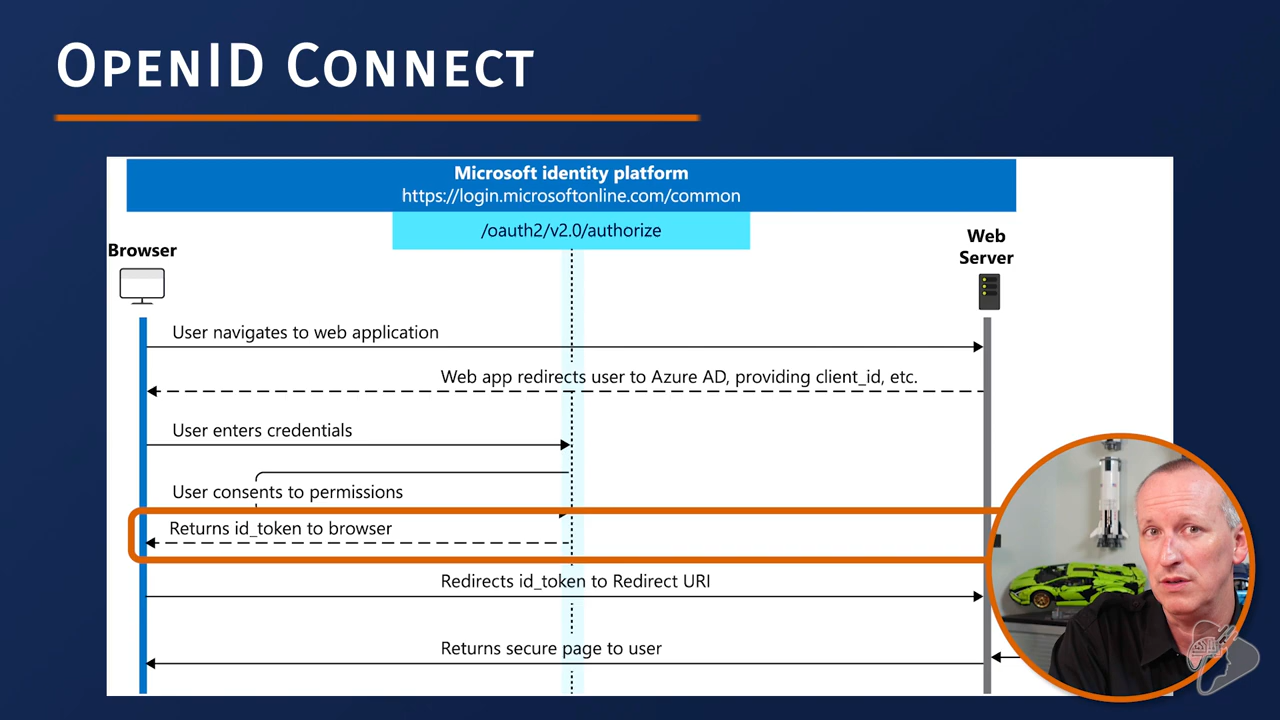 OpenID Connect
Microsoft identity platform
https://login.microsoftonline.com/common
/oauth2/v2.0/authorize
Browser
Web
Server
User navigates to web application
Web app redirects user to Azure AD, providing client_id, etc.
User enters credentials
User consents to permissions
Returns id_token to browser
Redirects id_token to Redirect URI
Returns secure page to user